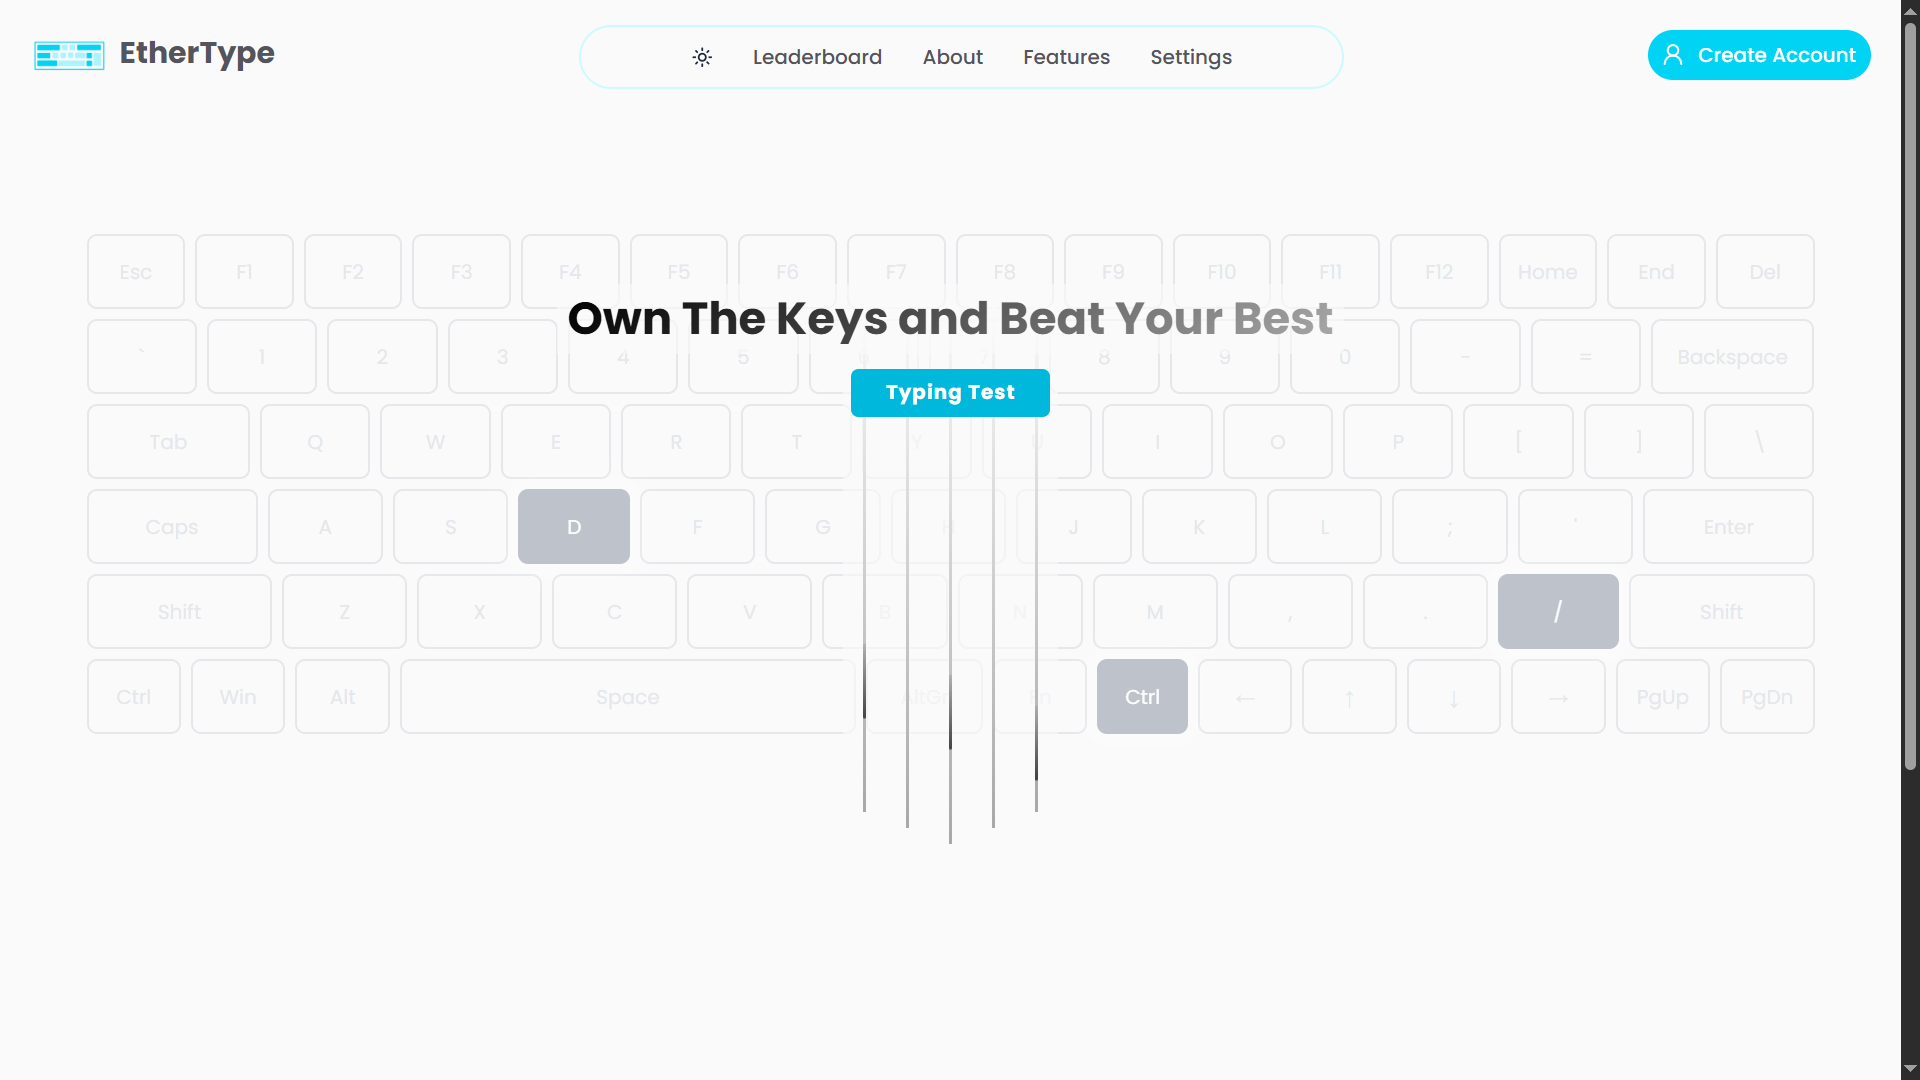 EtherType
Leaderboard About Features Settings
Create Account
Esc F1 F2 F3 F4 F5 F6 F7 F8 F9 F10 F11 F12 Home End Del
Own The Keys and Beat Your Best
` 1 2 3 4 5 6 7 8 9 0 - = Backspace
Typing Test
Tab Q W E R T Y U I O P [ ] \
Caps A S D F G H J K L ; ' Enter
Shift Z X C V B N M , . / Shift
Ctrl Win Alt Space AltGr Fn Ctrl ← ↑ ↓ → PgUp PgDn